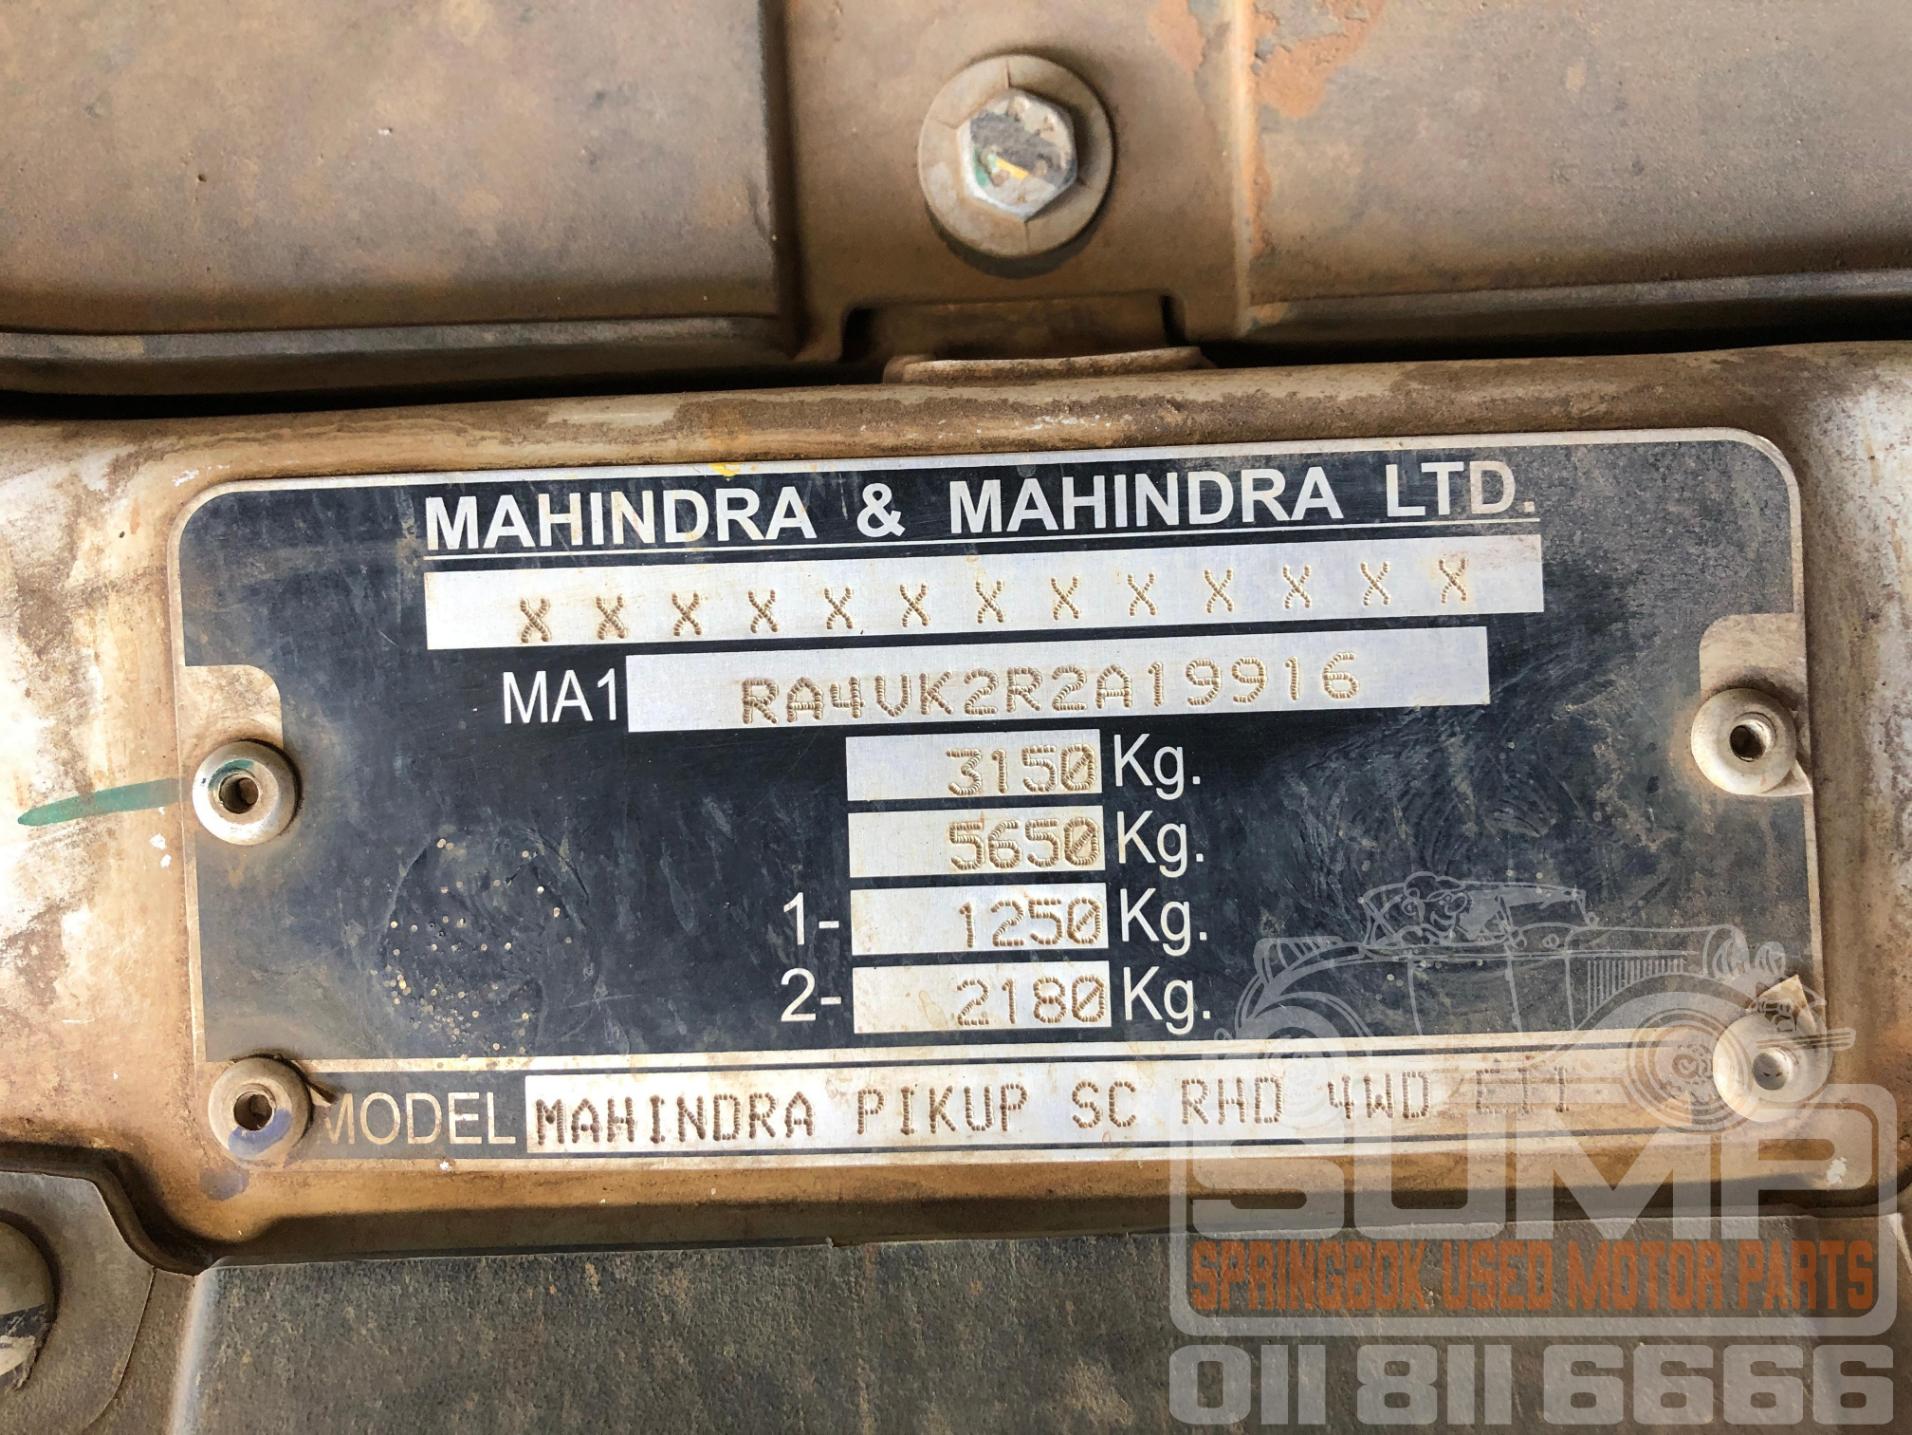 MAHINDRA & MAHINDRA LTD.
X X X X X X X X X X X X X
MA1 RA4VK2R2A19916
3150 Kg.
5650 Kg.
1- 1250 Kg.
2- 2180 Kg.
MODEL MAHINDRA PIKUP SC RHD 4WD
SUMP
SPRINGBOK USED MOTOR PARTS
011 811 6666